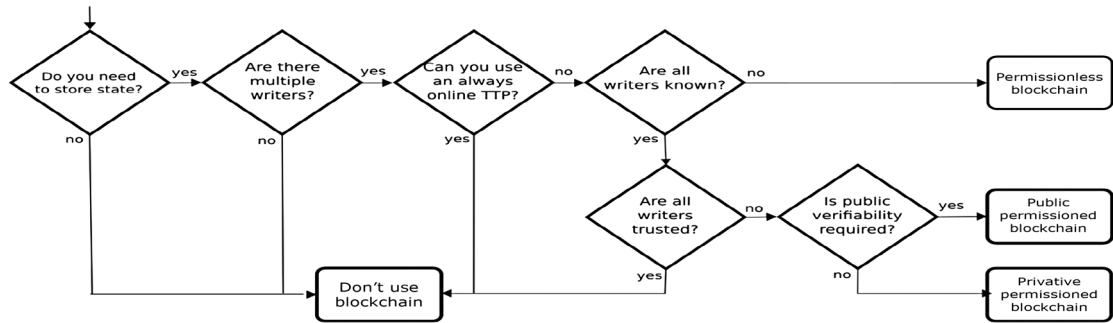 Do you need
to store state?
yes
no
Are there
multiple
writers?
yes
no
Can you use
an always
online TTP?
no
yes
Are all
writers known?
no
yes
Permissionless
blockchain
Are all
writers
trusted?
no
yes
Is public
verifiability
required?
yes
no
Public
permissioned
blockchain
Don't use
blockchain
Privative
permissioned
blockchain